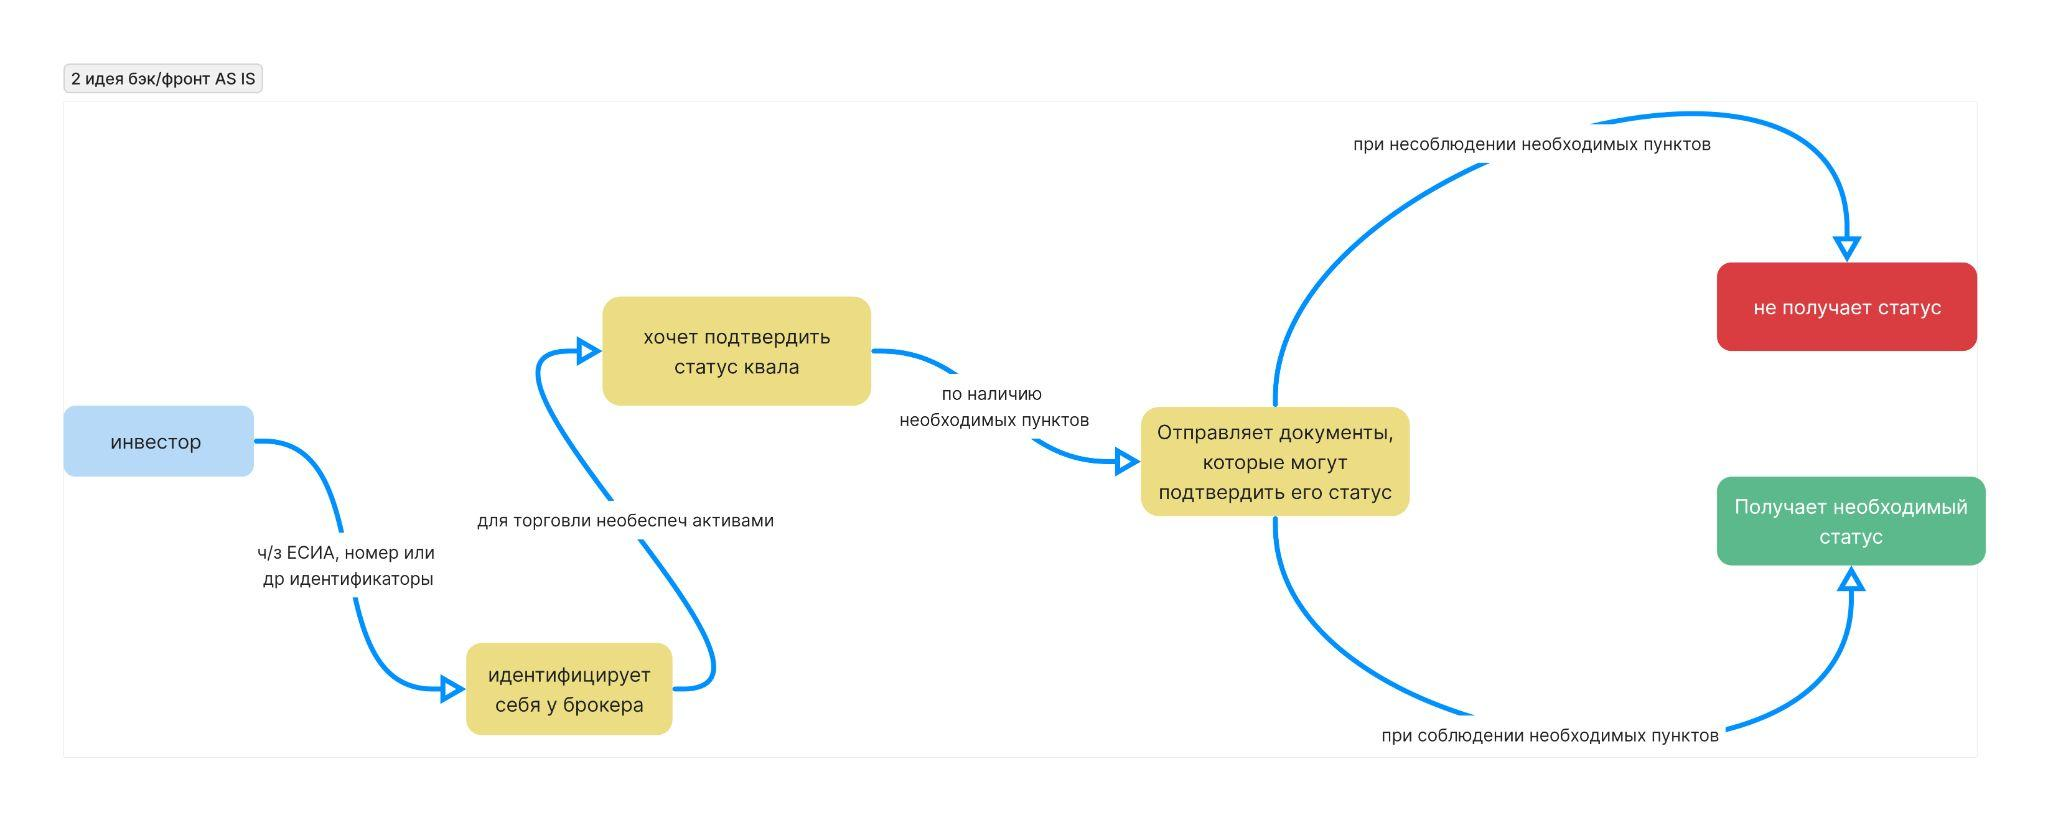 2 идея бэк/фронт AS IS
инвестор
ч/з ЕСИА, номер или
др идентификаторы
идентифицирует
себя у брокера
для торговли необеспеч активами
хочет подтвердить
статус квала
по наличию
необходимых пунктов
Отправляет документы,
которые могут
подтвердить его статус
при несоблюдении необходимых пунктов
не получает статус
при соблюдении необходимых пунктов
Получает необходимый
статус